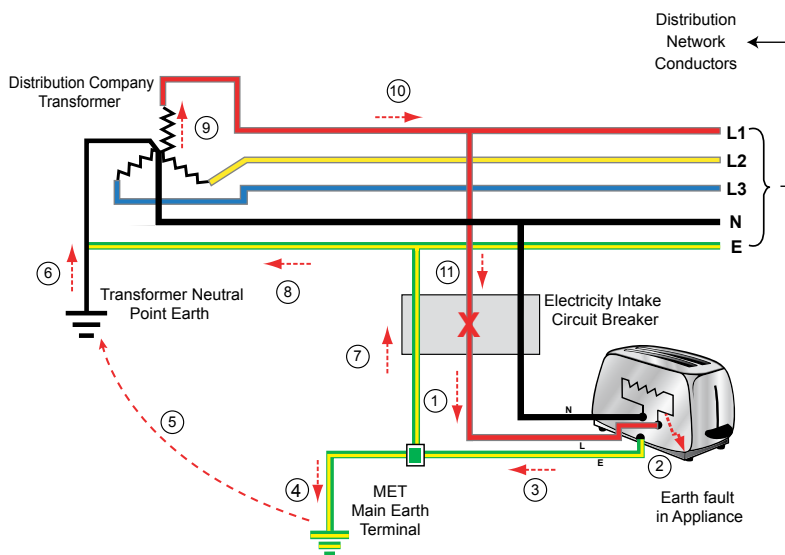 Distribution
Network
Conductors
Distribution Company
Transformer
10
9
L1
L2
L3
N
E
6
8
11
Transformer Neutral
Point Earth
Electricity Intake
Circuit Breaker
X
7
1
5
N
L
E
2
4
3
MET
Main Earth
Terminal
Earth fault
in Appliance